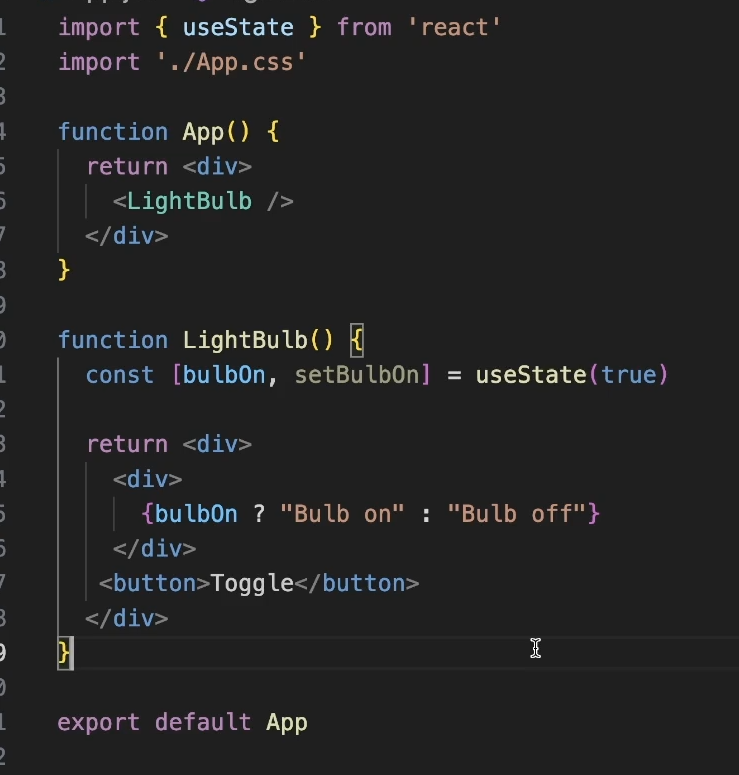 1 import { useState } from 'react'
2 import './App.css'
3
4 function App() {
5 return <div>
6 <LightBulb />
7 </div>
8 }
9
0 function LightBulb() {
1 const [bulbOn, setBulbOn] = useState(true)
2
3 return <div>
4 <div>
5 {bulbOn ? "Bulb on" : "Bulb off"}
6 </div>
7 <button>Toggle</button>
8 </div>
9 }
0
1 export default App
2